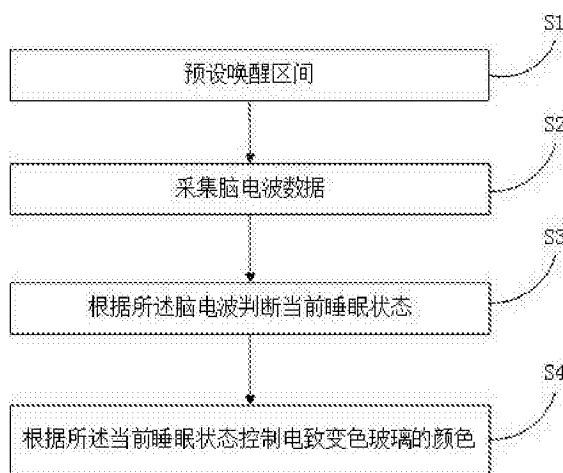 S1
预设唤醒区间
S2
采集脑电波数据
S3
根据所述脑电波判断当前睡眠状态
S4
根据所述当前睡眠状态控制电致变色玻璃的颜色